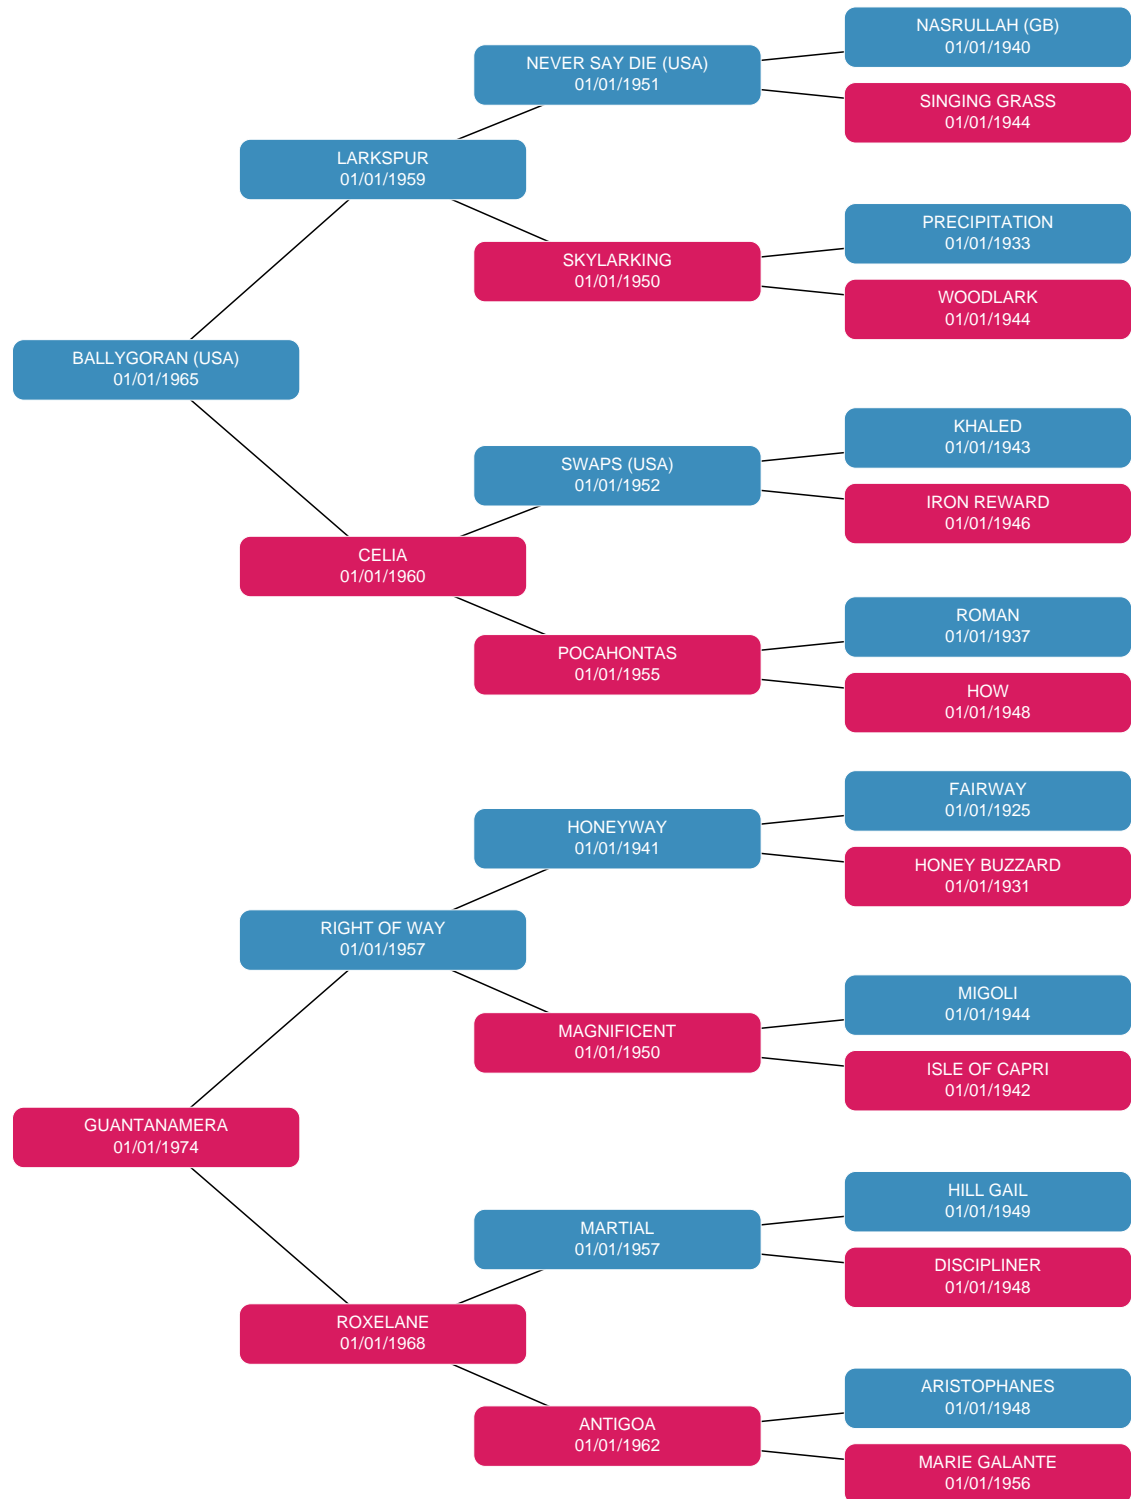 NASRULLAH (GB)
01/01/1940
NEVER SAY DIE (USA)
01/01/1951
SINGING GRASS
01/01/1944
LARKSPUR
01/01/1959
PRECIPITATION
01/01/1933
SKYLARKING
01/01/1950
WOODLARK
01/01/1944
BALLYGORAN (USA)
01/01/1965
KHALED
01/01/1943
SWAPS (USA)
01/01/1952
IRON REWARD
01/01/1946
CELIA
01/01/1960
ROMAN
01/01/1937
POCAHONTAS
01/01/1955
HOW
01/01/1948
FAIRWAY
01/01/1925
HONEYWAY
01/01/1941
HONEY BUZZARD
01/01/1931
RIGHT OF WAY
01/01/1957
MIGOLI
01/01/1944
MAGNIFICENT
01/01/1950
ISLE OF CAPRI
01/01/1942
GUANTANAMERA
01/01/1974
HILL GAIL
01/01/1949
MARTIAL
01/01/1957
DISCIPLINER
01/01/1948
ROXELANE
01/01/1968
ARISTOPHANES
01/01/1948
ANTIGOA
01/01/1962
MARIE GALANTE
01/01/1956